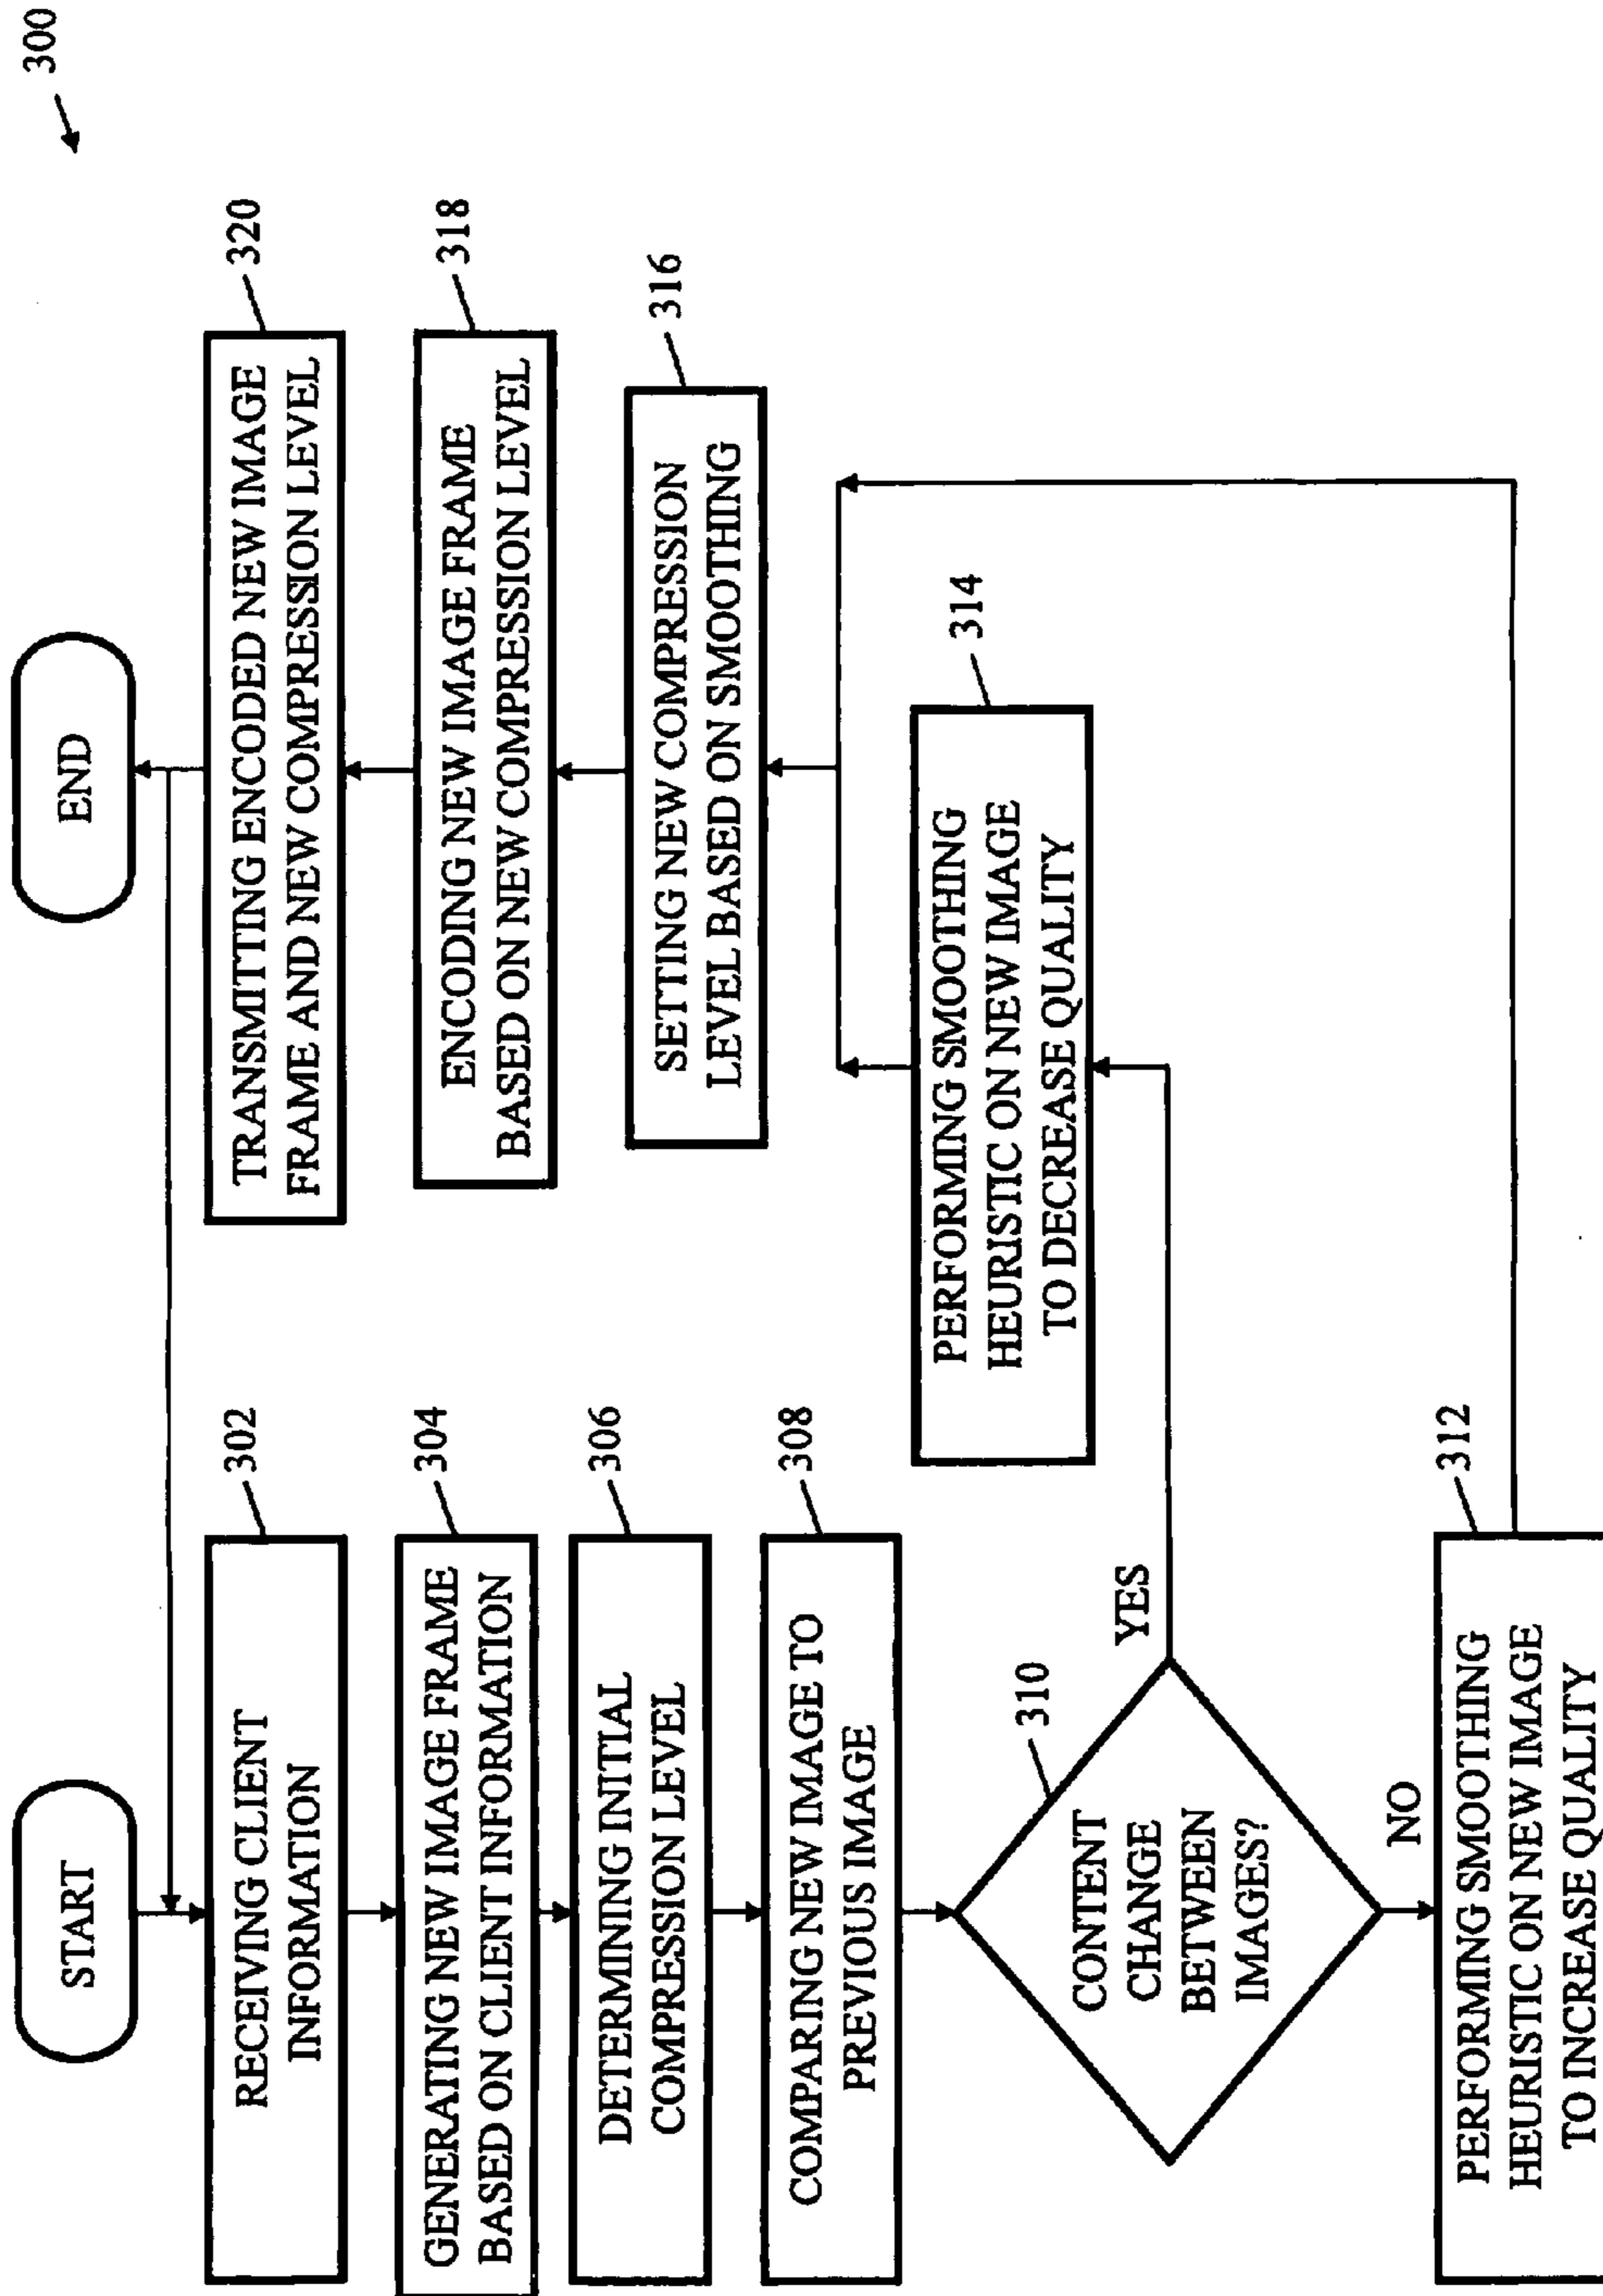 300
START
RECEIVING CLIENT
INFORMATION
302
GENERATING NEW IMAGE FRAME
BASED ON CLIENT INFORMATION
304
DETERMINING INITIAL
COMPRESSION LEVEL
306
COMPARING NEW IMAGE TO
PREVIOUS IMAGE
308
CONTENT
CHANGE
BETWEEN
IMAGES?
310
YES
NO
PERFORMING SMOOTHING
HEURISTIC ON NEW IMAGE
TO INCREASE QUALITY
312
PERFORMING SMOOTHING
HEURISTIC ON NEW IMAGE
TO DECREASE QUALITY
314
SETTING NEW COMPRESSION
LEVEL BASED ON SMOOTHING
316
ENCODING NEW IMAGE FRAME
BASED ON NEW COMPRESSION LEVEL
318
TRANSMITTING ENCODED NEW IMAGE
FRAME AND NEW COMPRESSION LEVEL
320
END